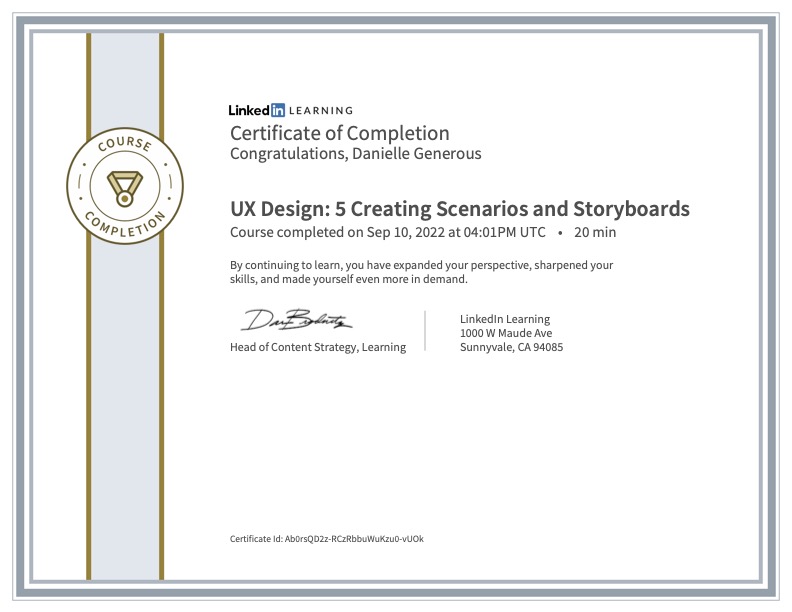 COURSE
COMPLETION
Linked in LEARNING
Certificate of Completion
Congratulations, Danielle Generous
UX Design: 5 Creating Scenarios and Storyboards
Course completed on Sep 10, 2022 at 04:01PM UTC • 20 min
By continuing to learn, you have expanded your perspective, sharpened your
skills, and made yourself even more in demand.
Head of Content Strategy, Learning
LinkedIn Learning
1000 W Maude Ave
Sunnyvale, CA 94085
Certificate Id: Ab0rsQD2z-RCzRbbuWuKzu0-vUOk